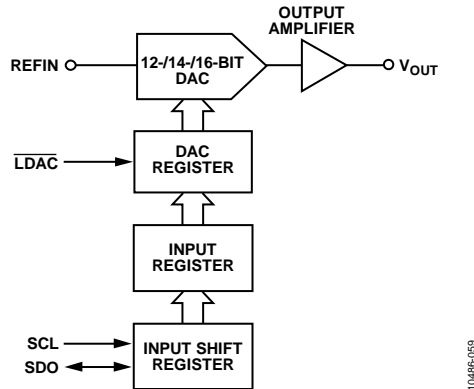 OUTPUT
AMPLIFIER
REFIN
12-/14-/16-BIT
DAC
VOUT
LDAC
DAC
REGISTER
INPUT
REGISTER
SCL
SDO
INPUT SHIFT
REGISTER
10486-059